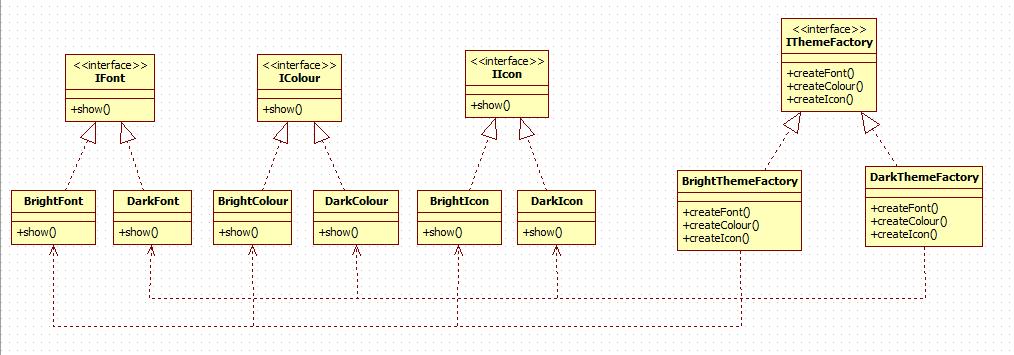 <<interface>>
IFont
+show()
<<interface>>
IColour
+show()
<<interface>>
IIcon
+show()
<<interface>>
IThemeFactory
+createFont()
+createColour()
+createIcon()
BrightFont
+show()
DarkFont
+show()
BrightColour
+show()
DarkColour
+show()
BrightIcon
+show()
DarkIcon
+show()
BrightThemeFactory
+createFont()
+createColour()
+createIcon()
DarkThemeFactory
+createFont()
+createColour()
+createIcon()